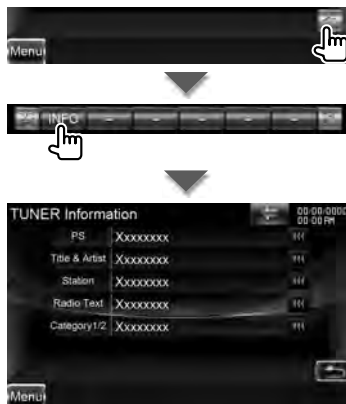 Menu
INFO
TUNER Information
00/00/0000
00:00 PM
PS Xxxxxxxx
Title & Artist Xxxxxxxx
Station Xxxxxxxx
Radio Text Xxxxxxxx
Category1/2 Xxxxxxxx
Menu